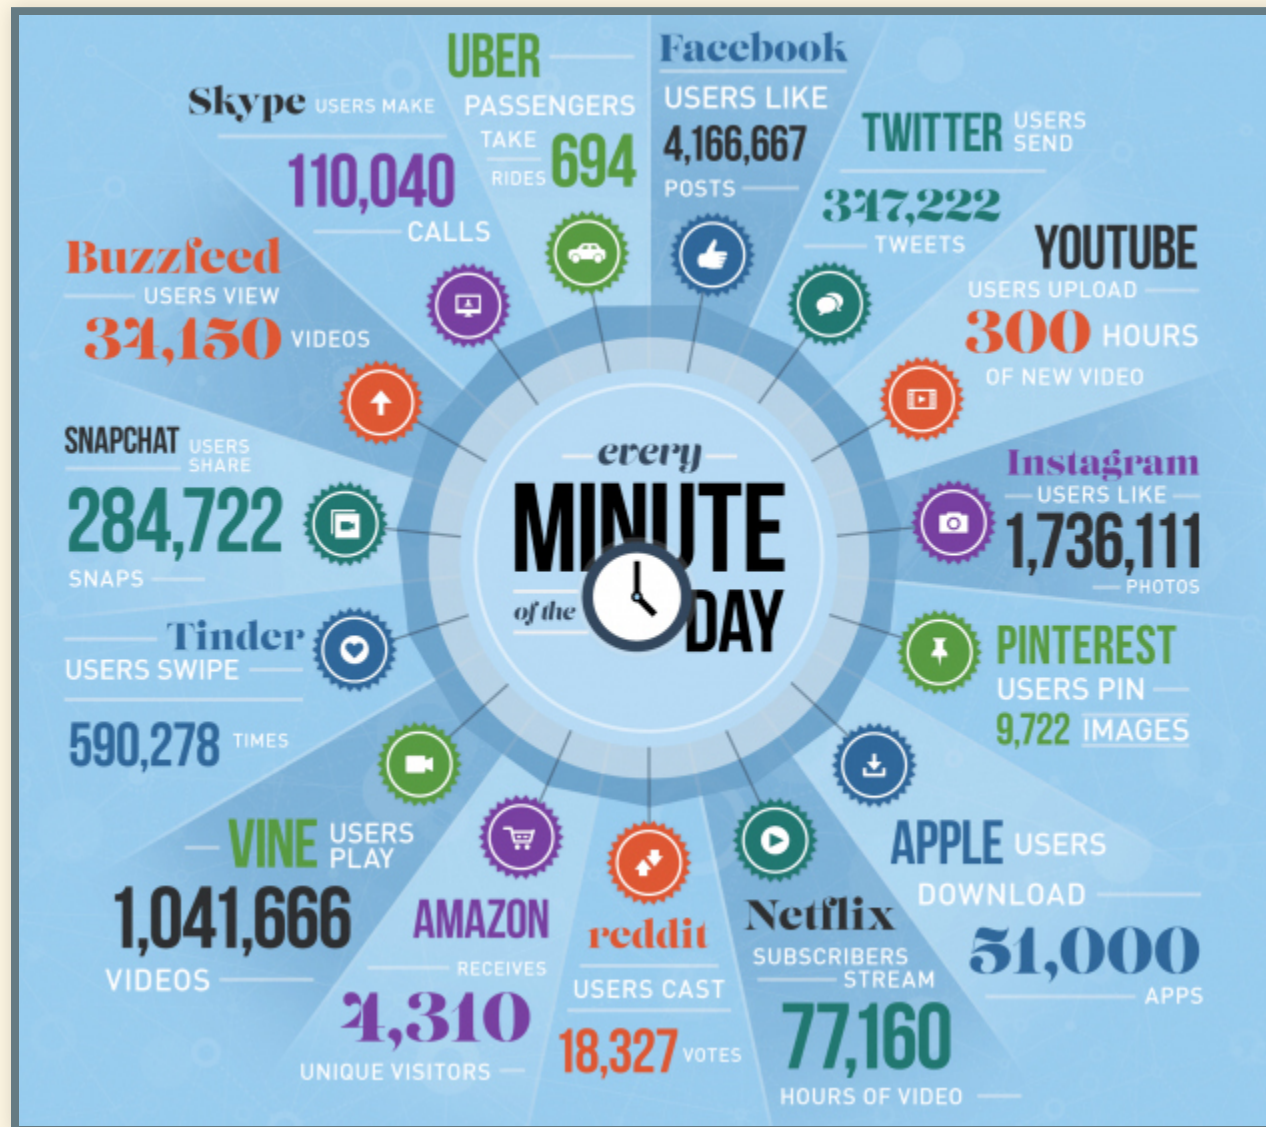 every
MINUTE
of the
DAY
Facebook
USERS LIKE
4,166,667
POSTS
TWITTER USERS
SEND
347,222
TWEETS
YOUTUBE
USERS UPLOAD
300 HOURS
OF NEW VIDEO
Instagram
USERS LIKE
1,736,111
PHOTOS
PINTEREST
USERS PIN
9,722 IMAGES
APPLE USERS
DOWNLOAD
51,000
APPS
Netflix
SUBSCRIBERS
STREAM
77,160
HOURS OF VIDEO
reddit
USERS CAST
18,327 VOTES
AMAZON
RECEIVES
4,310
UNIQUE VISITORS
VINE USERS
PLAY
1,041,666
VIDEOS
Tinder
USERS SWIPE
590,278 TIMES
SNAPCHAT USERS
SHARE
284,722
SNAPS
Buzzfeed
USERS VIEW
34,150 VIDEOS
Skype USERS MAKE
110,040
CALLS
UBER
PASSENGERS
TAKE
RIDES 694